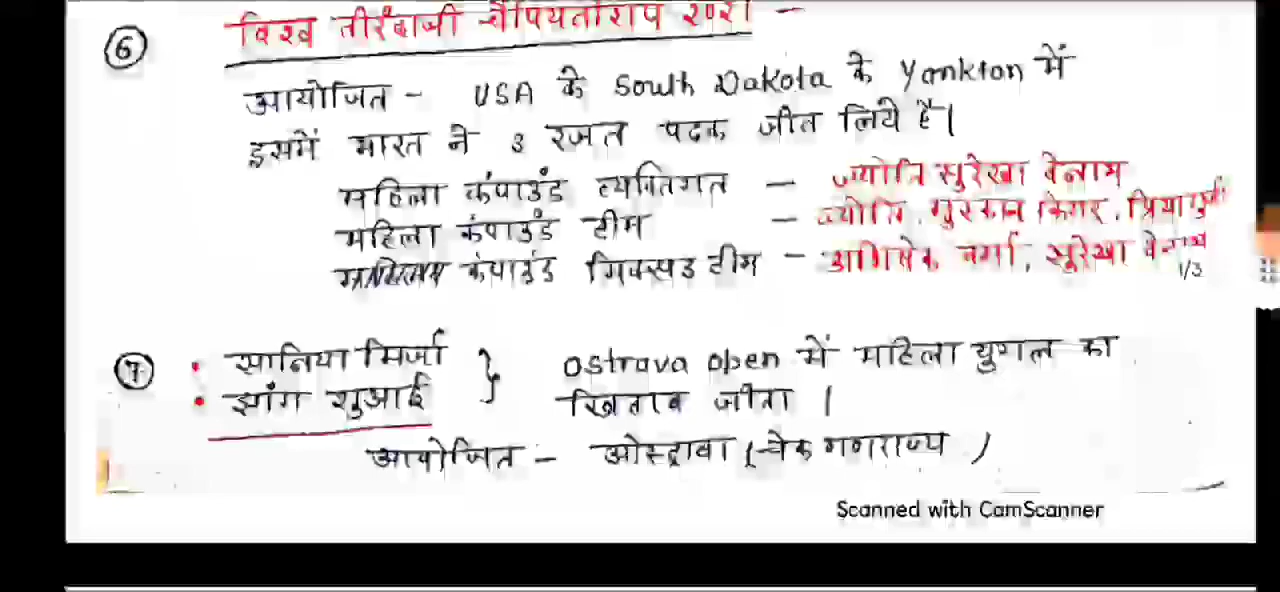 6 विश्व तीरंदाजी चैंपियनशिप 2021 -
आयोजित - USA के South Dakota के Yankton में
इसमें भारत ने 3 रजत पदक जीत लिये है।
महिला कंपाउंड व्यक्तिगत - ज्योति सुरेखा वेन्नाम
महिला कंपाउंड टीम - ज्योति, मुस्कान किरार, प्रिया
कंपाउंड मिक्सड टीम - अभिषेक वर्मा, सुरेखा वेन्नाम
1/3
7 • सानिया मिर्जा } Ostrava open में महिला युगल का
• झांग शुआई खिताब जीता।
आयोजित - ओस्ट्रावा (चेक गणराज्य)
Scanned with CamScanner